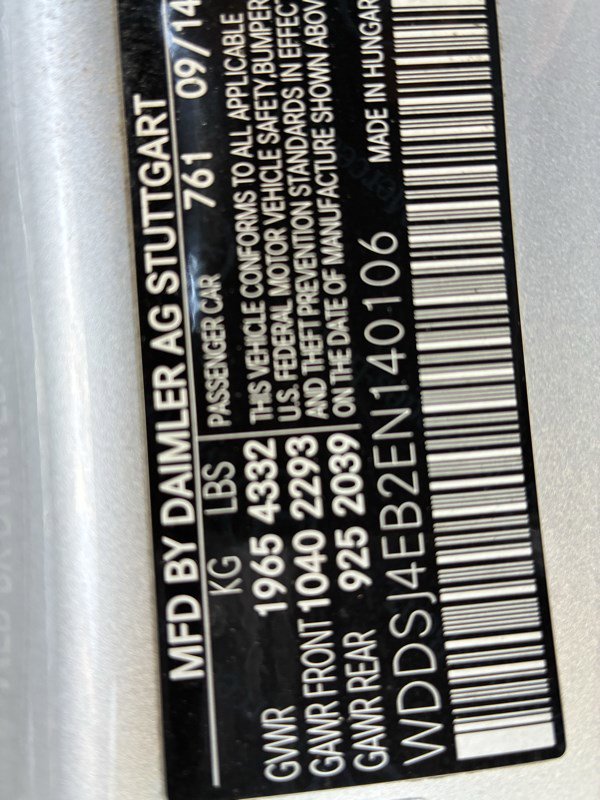 MFD BY DAIMLER AG STUTTGART
761 09/14
KG LBS PASSENGER CAR
GVWR 1965 4332 THIS VEHICLE CONFORMS TO ALL APPLICABLE
U.S. FEDERAL MOTOR VEHICLE SAFETY, BUMPER
GAWR FRONT 1040 2293 AND THEFT PREVENTION STANDARDS IN EFFECT
GAWR REAR 925 2039 ON THE DATE OF MANUFACTURE SHOWN ABOV
MADE IN HUNGAR
WDDSJ4EB2EN140106